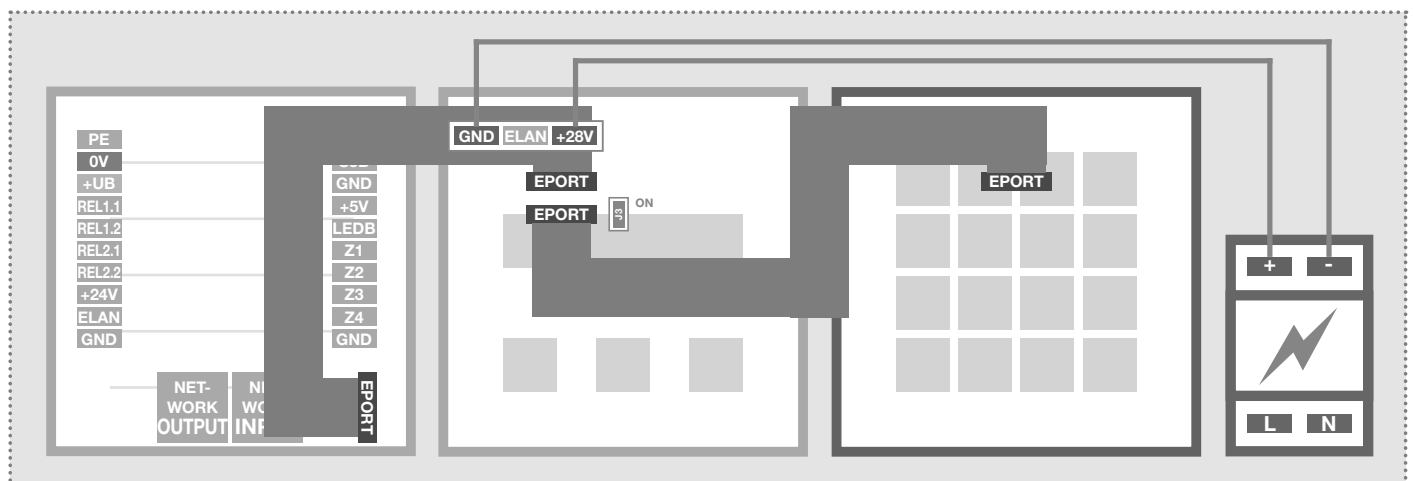 PE
0V
+UB
REL1.1
REL1.2
REL2.1
REL2.2
+24V
ELAN
GND
GND
+5V
LEDB
Z1
Z2
Z3
Z4
GND
NET-
WORK
OUTPUT
EPORT
GND ELAN +28V
EPORT
EPORT
J3
ON
EPORT
+ -
L N